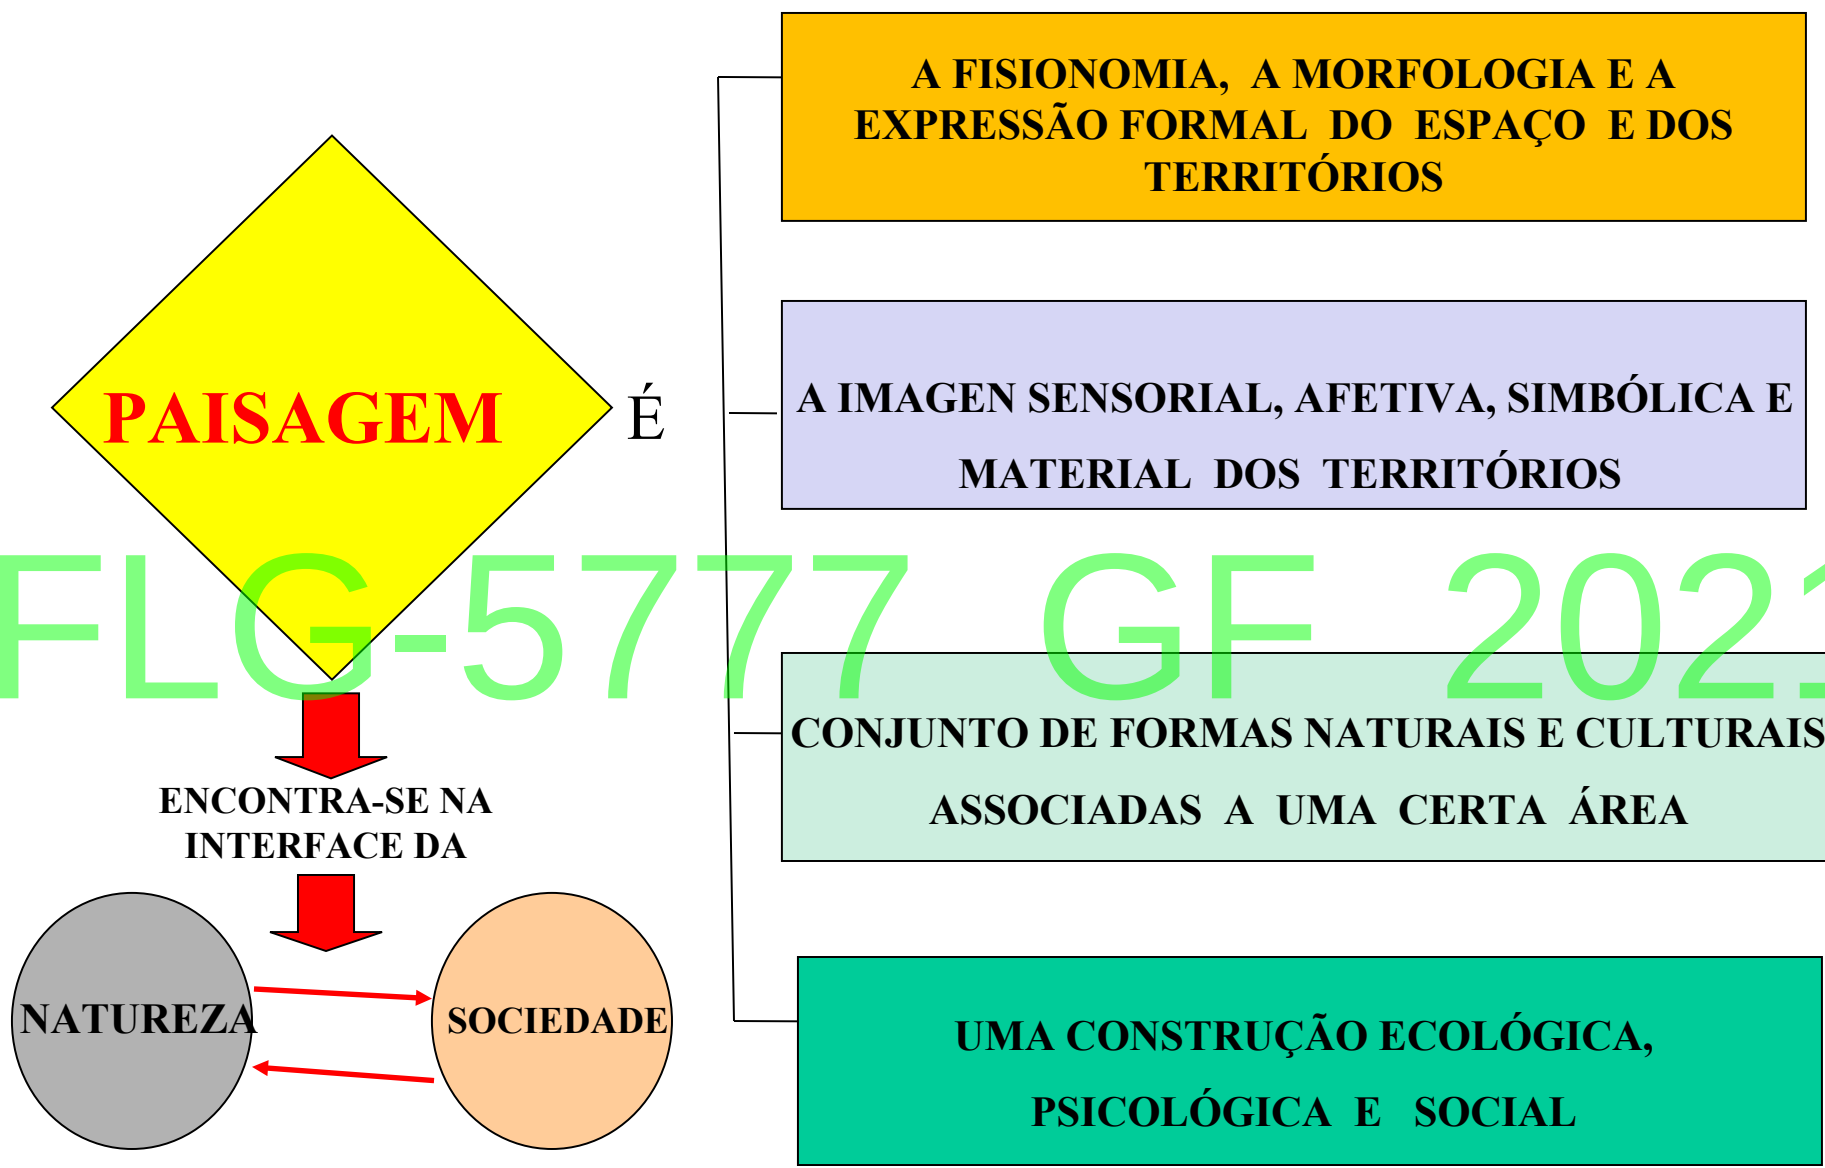 PAISAGEM
É
A FISIONOMIA, A MORFOLOGIA E A
EXPRESSÃO FORMAL DO ESPAÇO E DOS
TERRITÓRIOS
A IMAGEN SENSORIAL, AFETIVA, SIMBÓLICA E
MATERIAL DOS TERRITÓRIOS
CONJUNTO DE FORMAS NATURAIS E CULTURAIS
ASSOCIADAS A UMA CERTA ÁREA
UMA CONSTRUÇÃO ECOLÓGICA,
PSICOLÓGICA E SOCIAL
ENCONTRA-SE NA
INTERFACE DA
NATUREZA
SOCIEDADE
FLG-5777 GF 2021